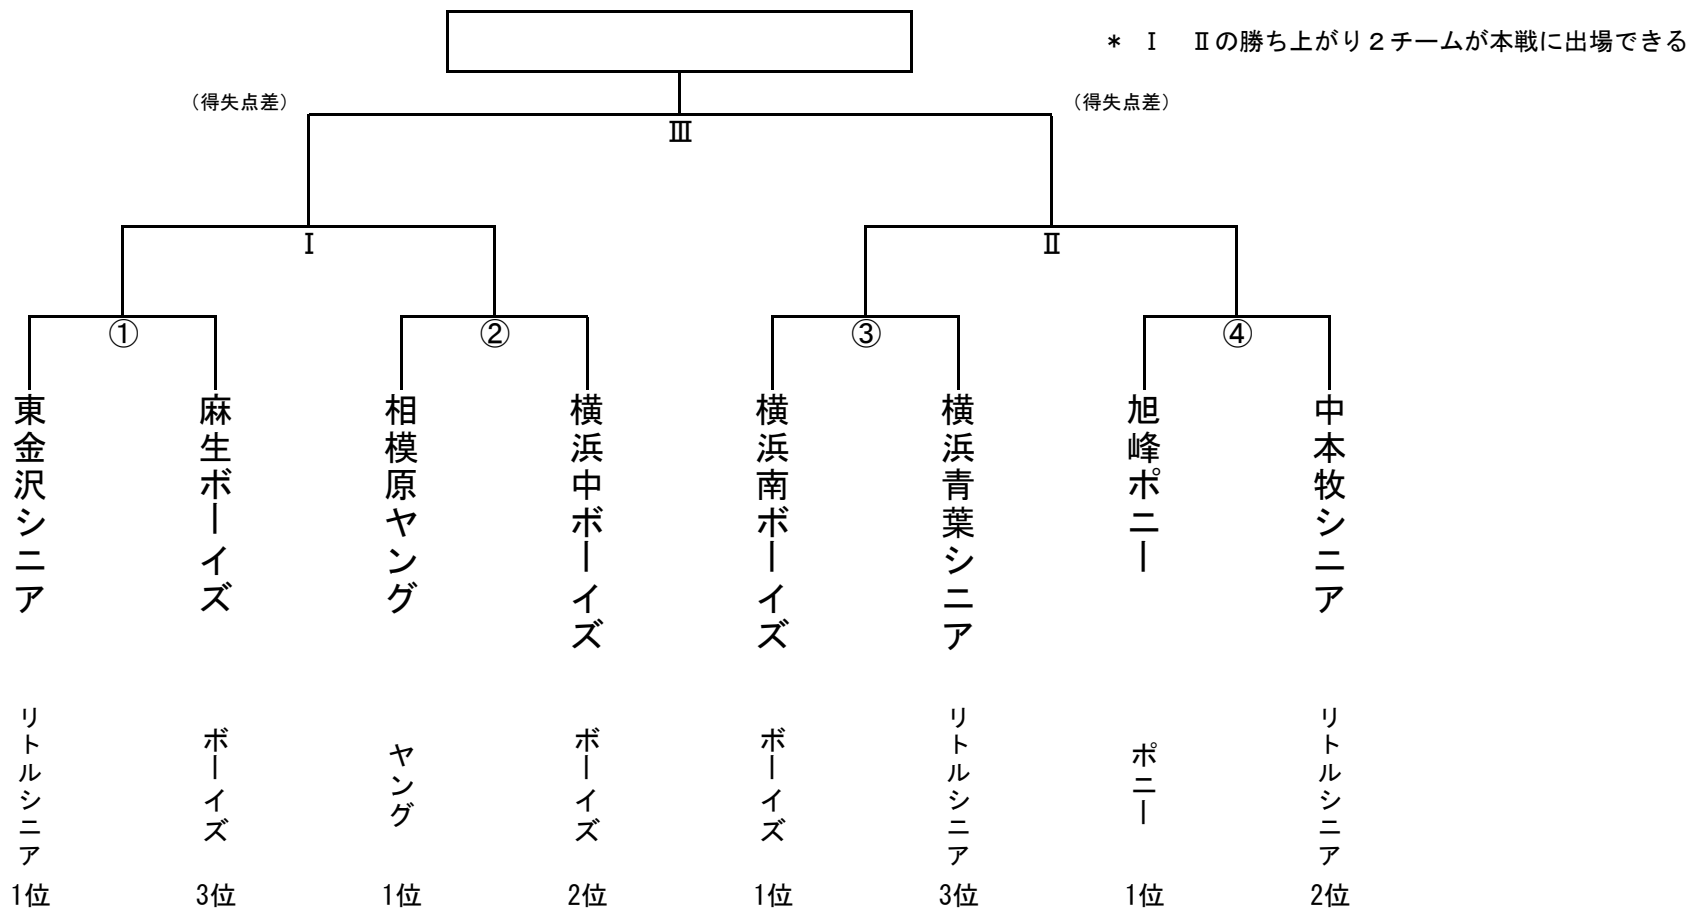 * Ⅰ Ⅱの勝ち上がり２チームが本戦に出場できる
（得失点差）
（得失点差）
Ⅲ
Ⅰ
Ⅱ
①
②
③
④
東金沢シニア
麻生ボーイズ
相模原ヤング
横浜中ボーイズ
横浜南ボーイズ
横浜青葉シニア
旭峰ポニー
中本牧シニア
リトルシニア
ボーイズ
ヤング
ボーイズ
ボーイズ
リトルシニア
ポニー
リトルシニア
1位
3位
1位
2位
1位
3位
1位
2位